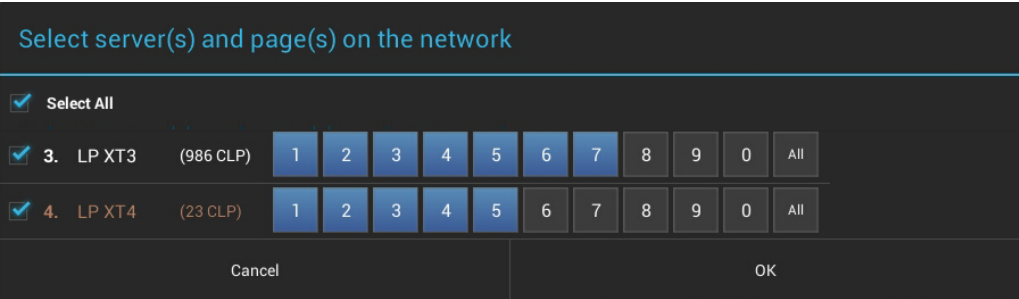 Select server(s) and page(s) on the network
Select All
3. LP XT3 (986 CLP) 1 2 3 4 5 6 7 8 9 0 All
4. LP XT4 (23 CLP) 1 2 3 4 5 6 7 8 9 0 All
Cancel OK